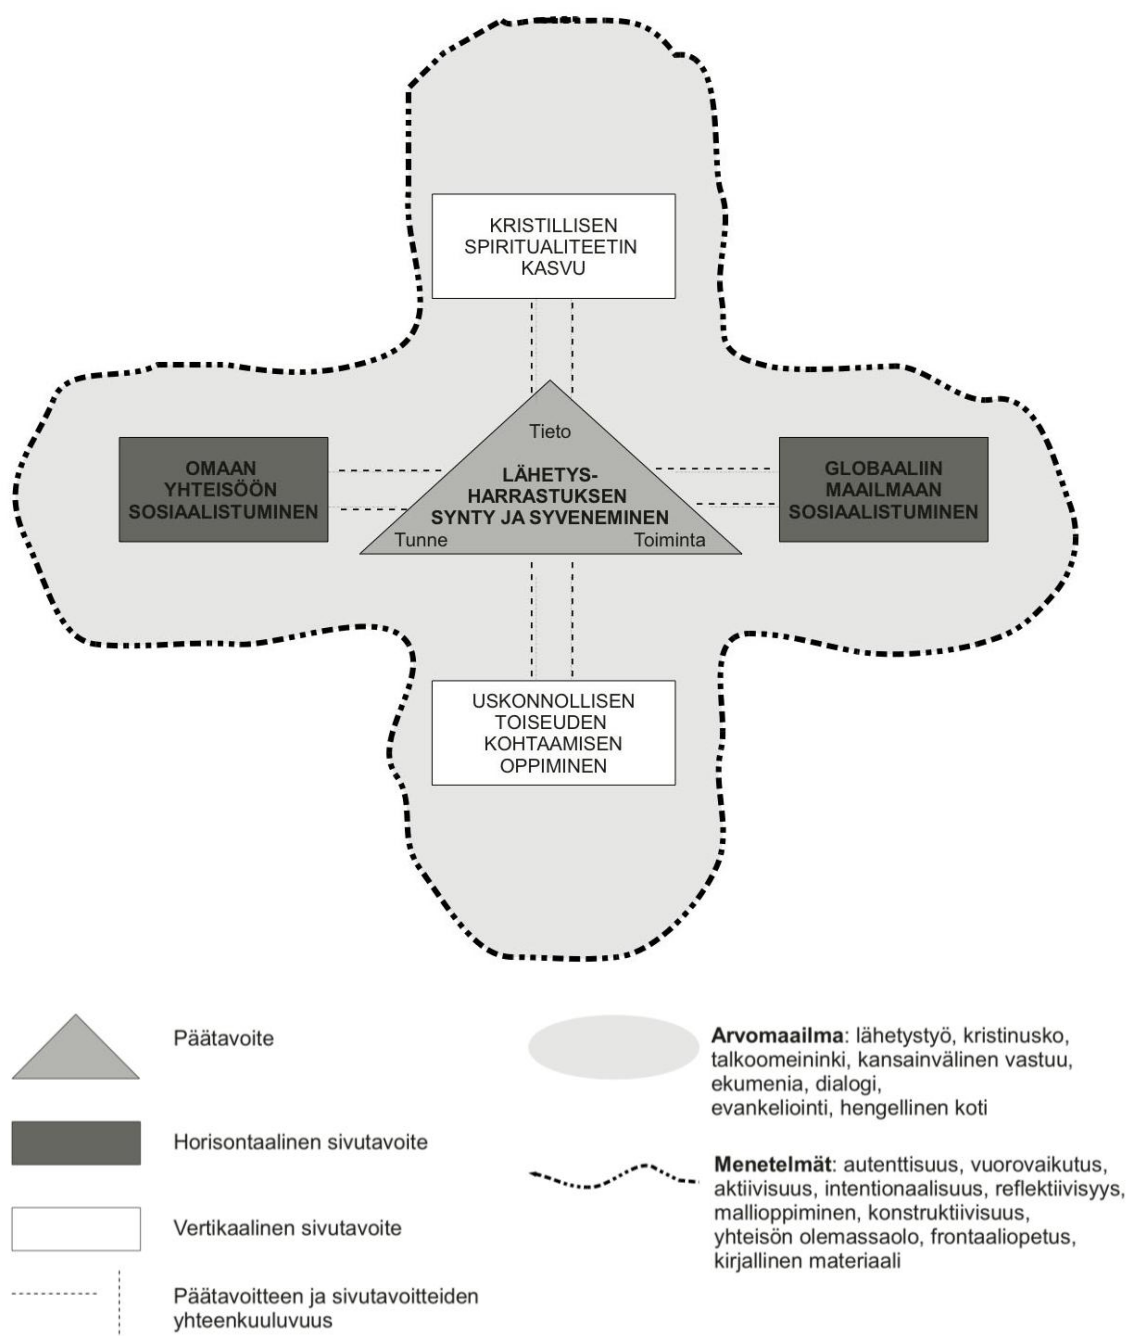 KRISTILLISEN
SPIRITUALITEETIN
KASVU
Tieto
OMAAN
YHTEISÖÖN
SOSIAALISTUMINEN
LÄHETYS-
HARRASTUKSEN
SYNTY JA SYVENEMINEN
GLOBAALIIN
MAAILMAAN
SOSIAALISTUMINEN
Tunne
Toiminta
USKONNOLLISEN
TOISEUDEN
KOHTAAMISEN
OPPIMINEN
Päätavoite
Horisontaalinen sivutavoite
Vertikaalinen sivutavoite
Päätavoitteen ja sivutavoitteiden
yhteenkuuluvuus
Arvomaailma: lähetystyö, kristinusko,
talkoomeininki, kansainvälinen vastuu,
ekumenia, dialogi,
evankeliointi, hengellinen koti
Menetelmät: autenttisuus, vuorovaikutus,
aktiivisuus, intentionaalisuus, reflektiivisyys,
mallioppiminen, konstruktiivisuus,
yhteisön olemassaolo, frontaaliopetus,
kirjallinen materiaali